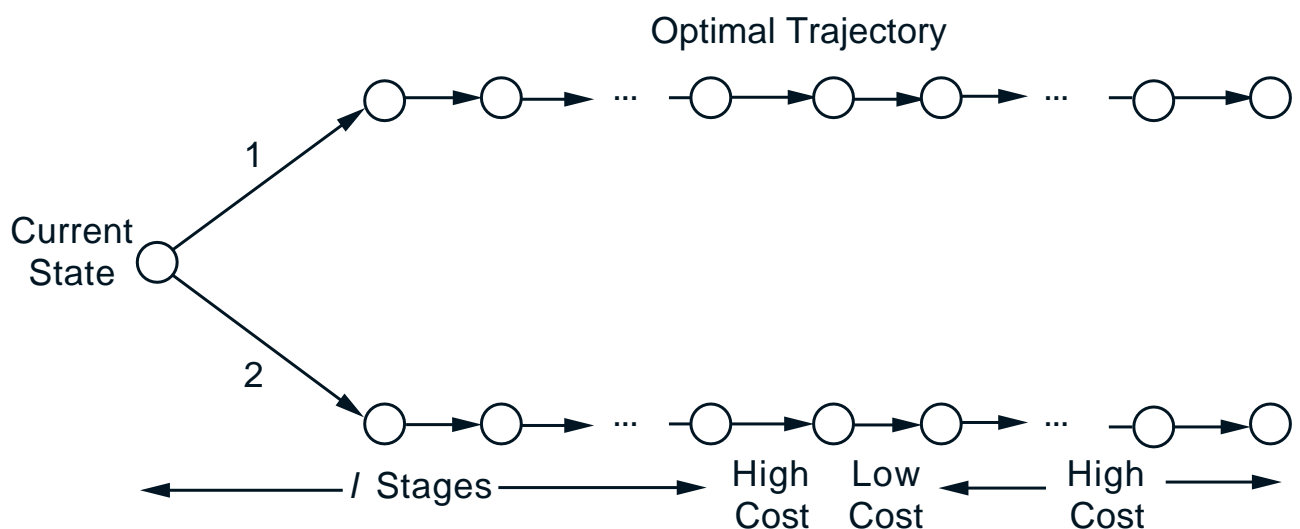 Optimal Trajectory
...
...
1
Current
State
2
...
...
l Stages
High
Cost
Low
Cost
High
Cost